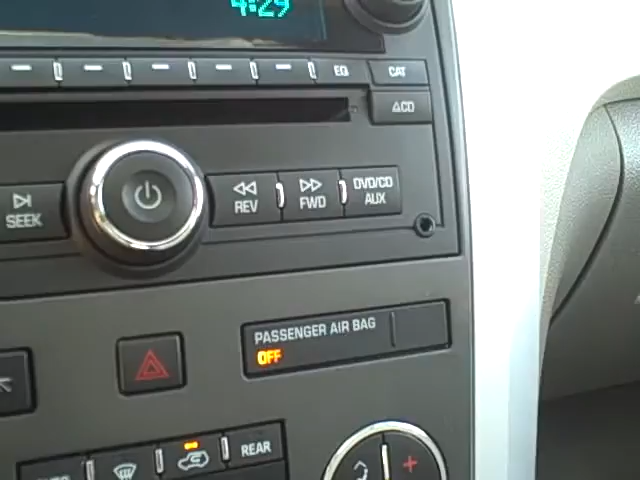 4:29
EQ
CAT
CD
SEEK
REV
FWD
DVD/CD
AUX
PASSENGER AIR BAG
OFF
REAR